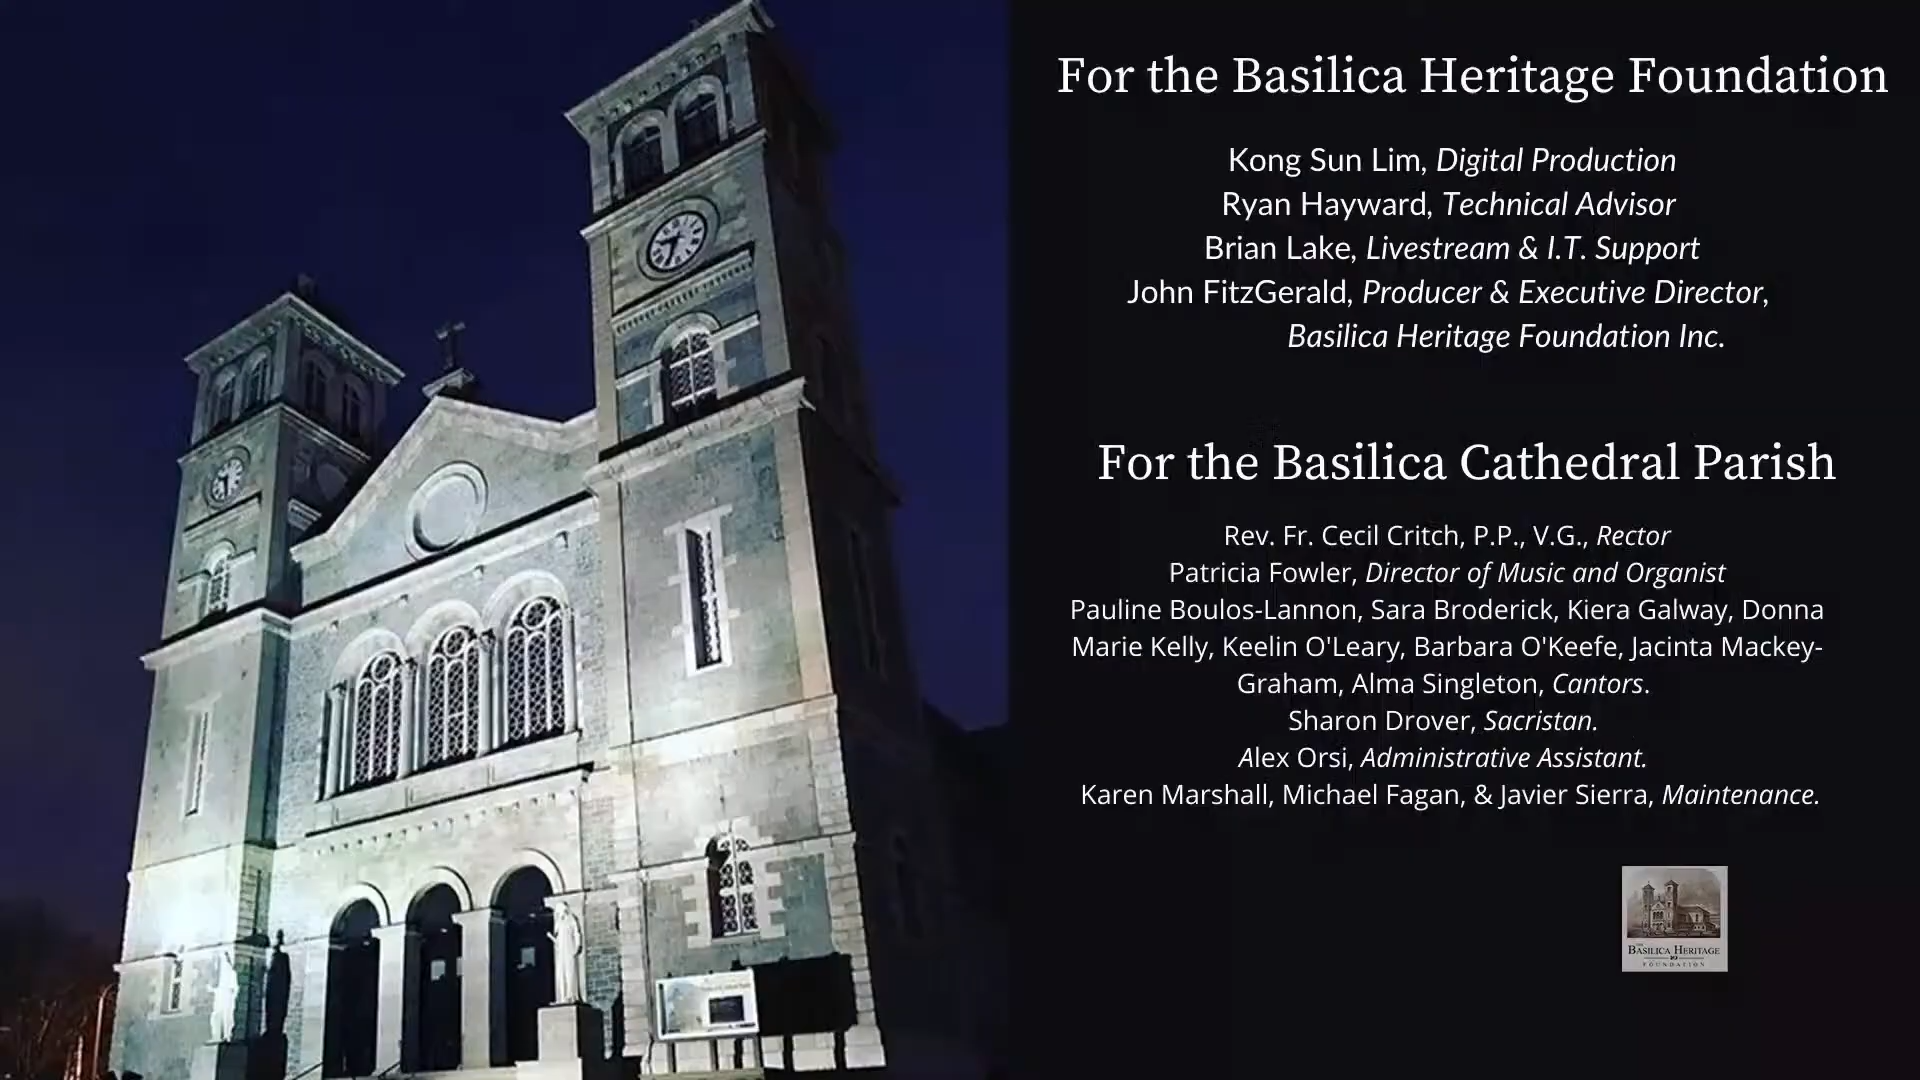 For the Basilica Heritage Foundation
Kong Sun Lim, Digital Production
Ryan Hayward, Technical Advisor
Brian Lake, Livestream & I.T. Support
John FitzGerald, Producer & Executive Director,
Basilica Heritage Foundation Inc.
For the Basilica Cathedral Parish
Rev. Fr. Cecil Critch, P.P., V.G., Rector
Patricia Fowler, Director of Music and Organist
Pauline Boulos-Lannon, Sara Broderick, Kiera Galway, Donna
Marie Kelly, Keelin O'Leary, Barbara O'Keefe, Jacinta Mackey-
Graham, Alma Singleton, Cantors.
Sharon Drover, Sacristan.
Alex Orsi, Administrative Assistant.
Karen Marshall, Michael Fagan, & Javier Sierra, Maintenance.
BASILICA HERITAGE
FOUNDATION